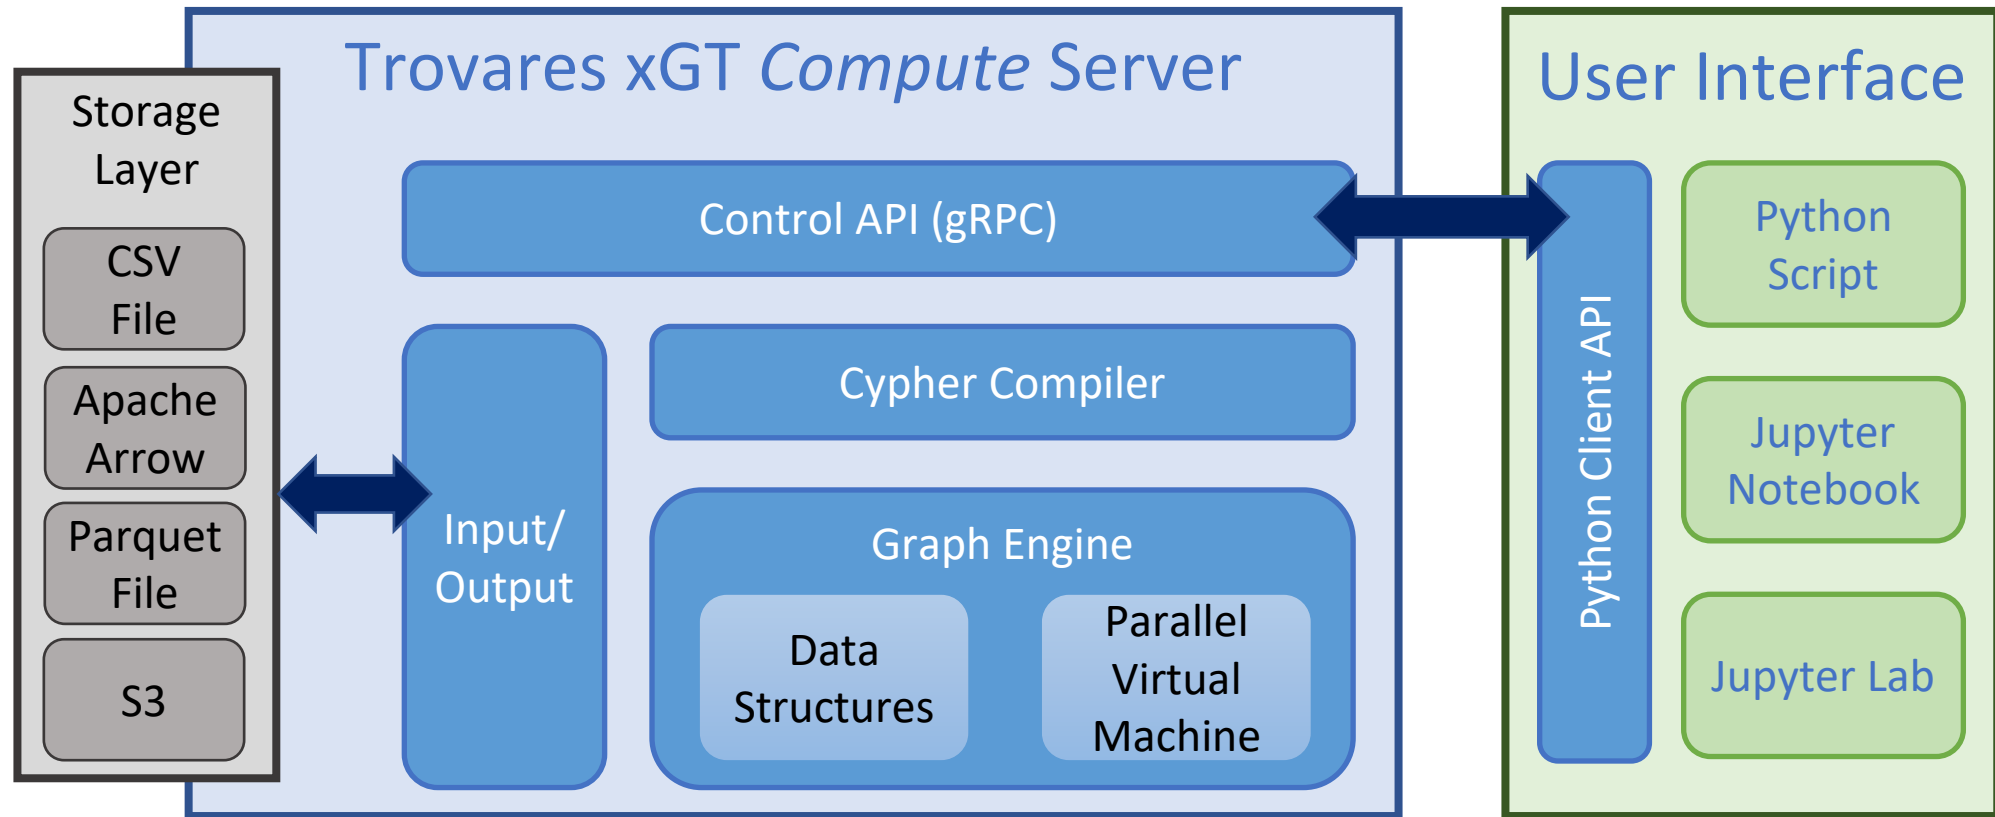 Trovares xGT Compute Server
User Interface
Storage
Layer
CSV
File
Apache
Arrow
Parquet
File
S3
Control API (gRPC)
Input/
Output
Cypher Compiler
Graph Engine
Data
Structures
Parallel
Virtual
Machine
Python Client API
Python
Script
Jupyter
Notebook
Jupyter Lab